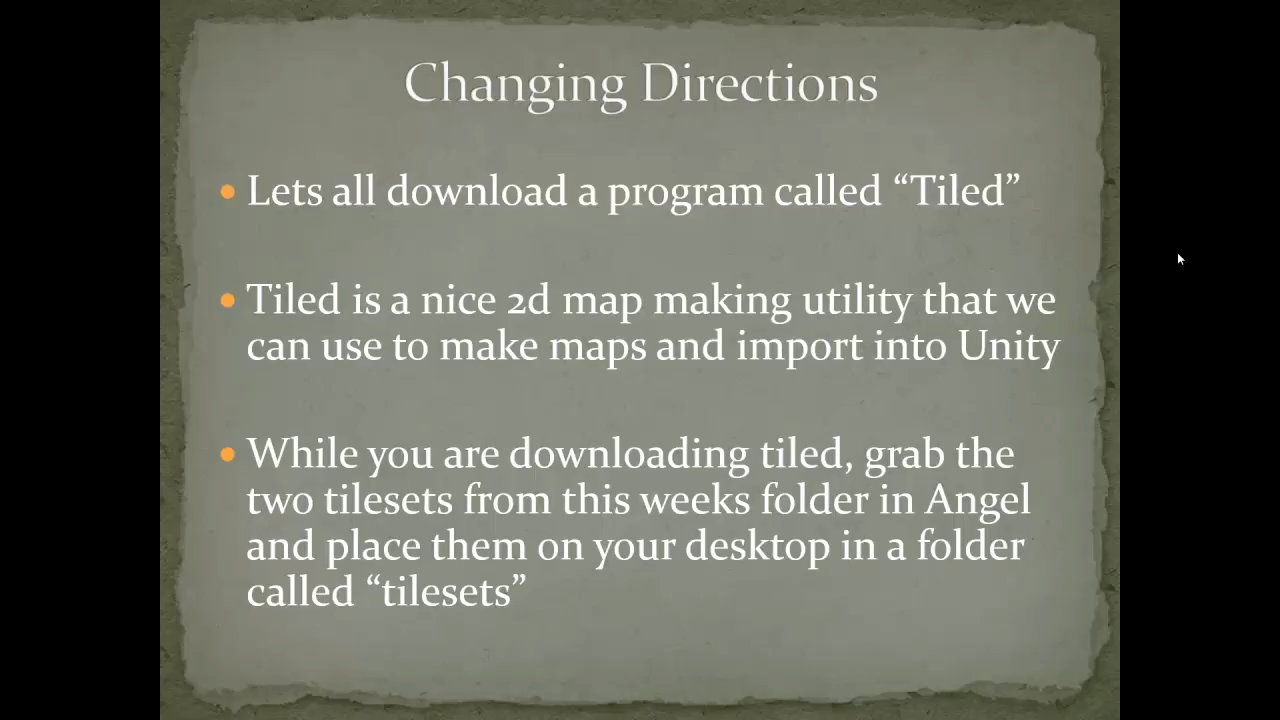 Changing Directions
• Lets all download a program called “Tiled”
• Tiled is a nice 2d map making utility that we
can use to make maps and import into Unity
• While you are downloading tiled, grab the
two tilesets from this weeks folder in Angel
and place them on your desktop in a folder
called “tilesets”